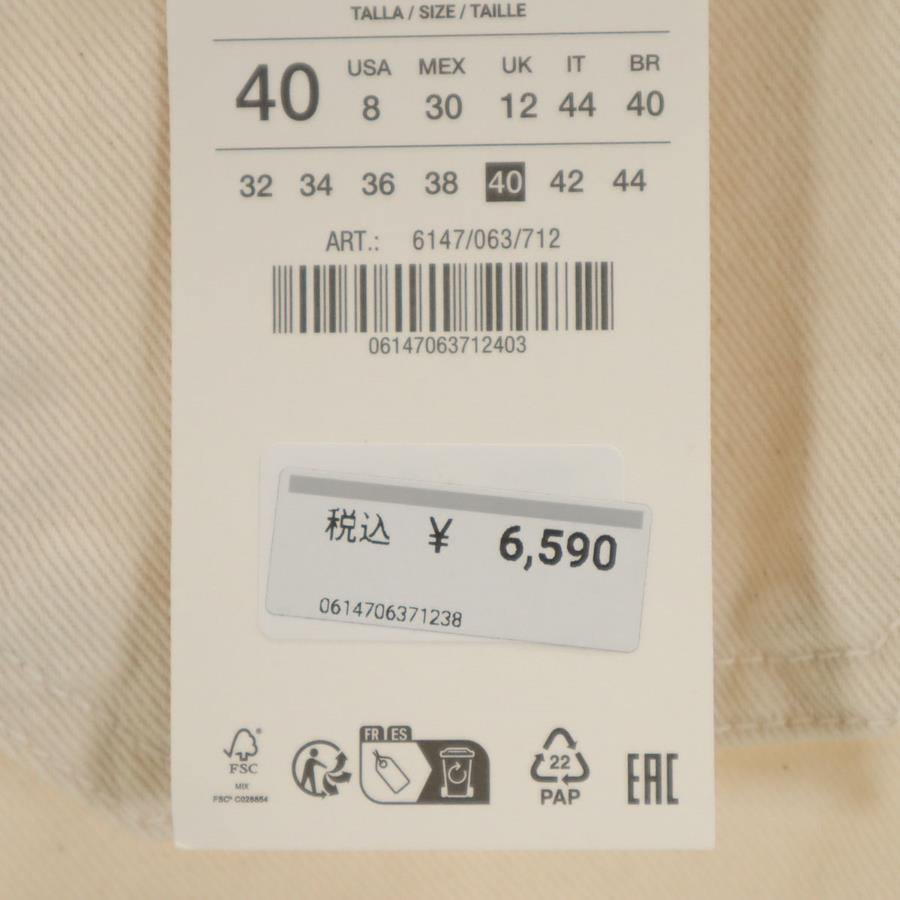 TALLA / SIZE / TAILLE
40 USA MEX UK IT BR
8 30 12 44 40
32 34 36 38 40 42 44
ART.: 6147/063/712
06147063712403
税込 ¥ 6,590
0614706371238
FR ES
FSC
MIX
FSC® C028854
22
PAP
EAC